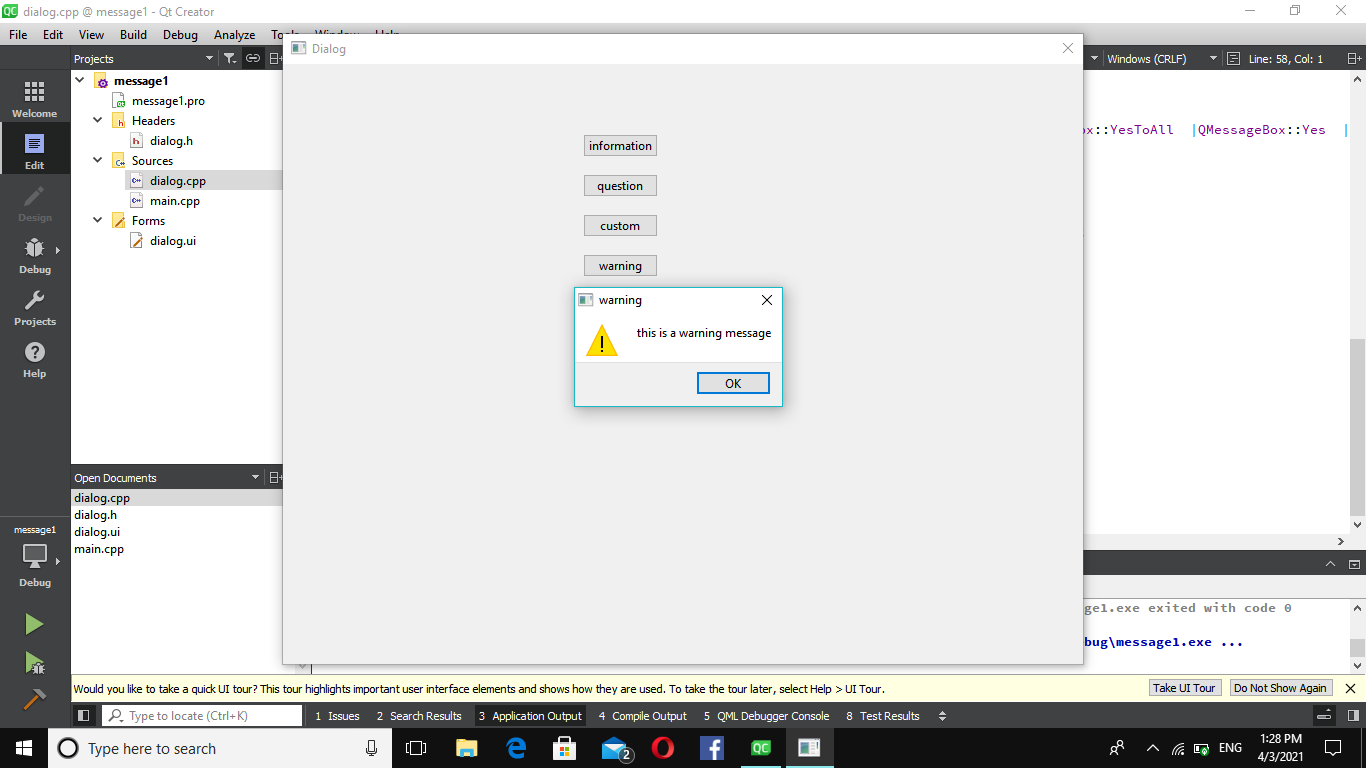 dialog.cpp @ message1 - Qt Creator
File Edit View Build Debug Analyze
Dialog
Projects
Windows (CRLF)
Line: 58, Col: 1
Welcome
Edit
Design
Debug
Projects
Help
message1
message1.pro
Headers
dialog.h
Sources
dialog.cpp
main.cpp
Forms
dialog.ui
::YesToAll |QMessageBox::Yes |
information
question
custom
warning
warning
this is a warning message
OK
Open Documents
dialog.cpp
dialog.h
dialog.ui
main.cpp
message1
Debug
ge1.exe exited with code 0
bug\message1.exe ...
Would you like to take a quick UI tour? This tour highlights important user interface elements and shows how they are used. To take the tour later, select Help > UI Tour.
Take UI Tour
Do Not Show Again
Type to locate (Ctrl+K)
1 Issues
2 Search Results
3 Application Output
4 Compile Output
5 QML Debugger Console
8 Test Results
Type here to search
2
QC
ENG
1:28 PM
4/3/2021